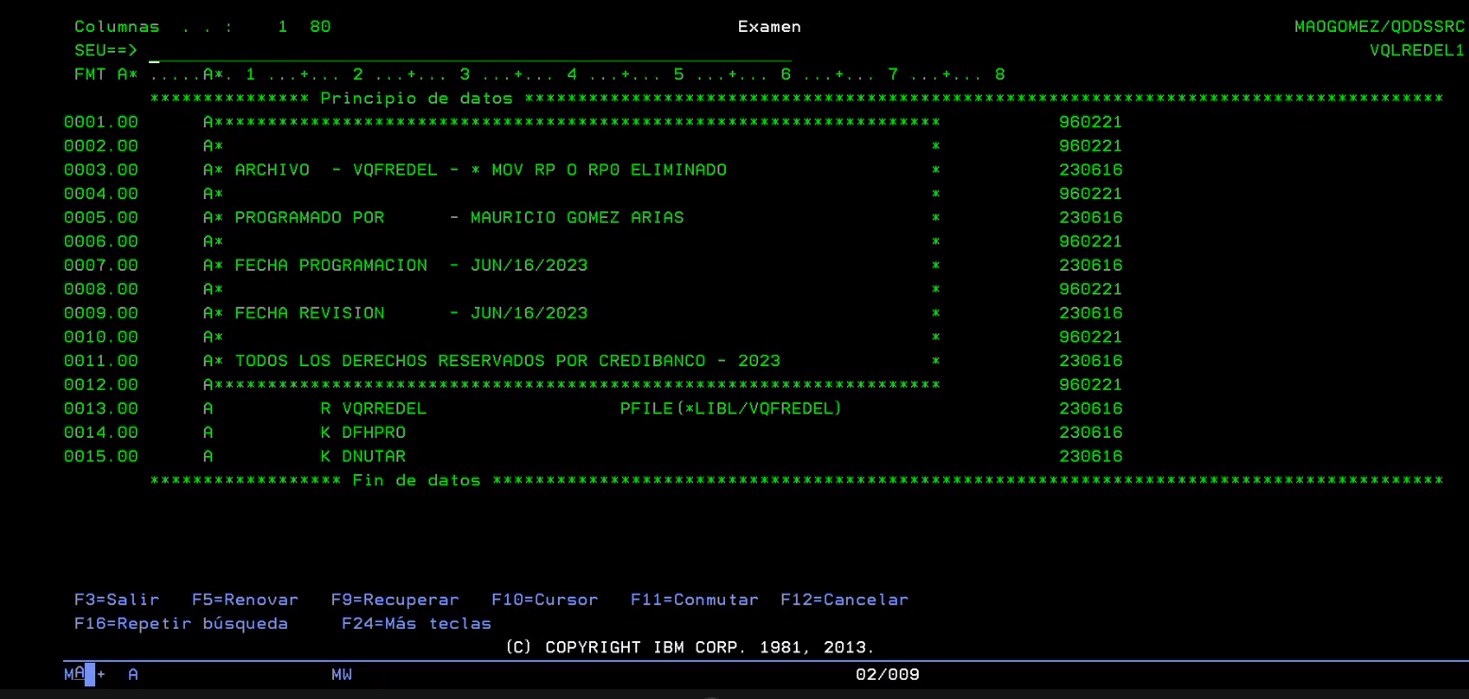 Columnas . . :    1  80                                       Examen                                              MAOGOMEZ/QDDSSRC
SEU==> _                                                                                                                 VQLREDEL1
FMT A* .....A*. 1 ...+... 2 ...+... 3 ...+... 4 ...+... 5 ...+... 6 ...+... 7 ...+... 8
*************** Principio de datos **************************************************************************************
0001.00      A********************************************************************           960221
0002.00      A*                                                                  *           960221
0003.00      A* ARCHIVO  - VQFREDEL - * MOV RP O RP0 ELIMINADO                   *           230616
0004.00      A*                                                                  *           960221
0005.00      A* PROGRAMADO POR      - MAURICIO GOMEZ ARIAS                       *           230616
0006.00      A*                                                                  *           960221
0007.00      A* FECHA PROGRAMACION  - JUN/16/2023                                *           230616
0008.00      A*                                                                  *           960221
0009.00      A* FECHA REVISION      - JUN/16/2023                                *           230616
0010.00      A*                                                                  *           960221
0011.00      A* TODOS LOS DERECHOS RESERVADOS POR CREDIBANCO - 2023              *           230616
0012.00      A********************************************************************           960221
0013.00      A          R VQRREDEL                  PFILE(*LIBL/VQFREDEL)                    230616
0014.00      A          K DFHPRO                                                             230616
0015.00      A          K DNUTAR                                                             230616
****************** Fin de datos *****************************************************************************************
F3=Salir   F5=Renovar   F9=Recuperar   F10=Cursor   F11=Conmutar  F12=Cancelar
F16=Repetir búsqueda     F24=Más teclas
(C) COPYRIGHT IBM CORP. 1981, 2013.
MA + A                   MW                                                02/009